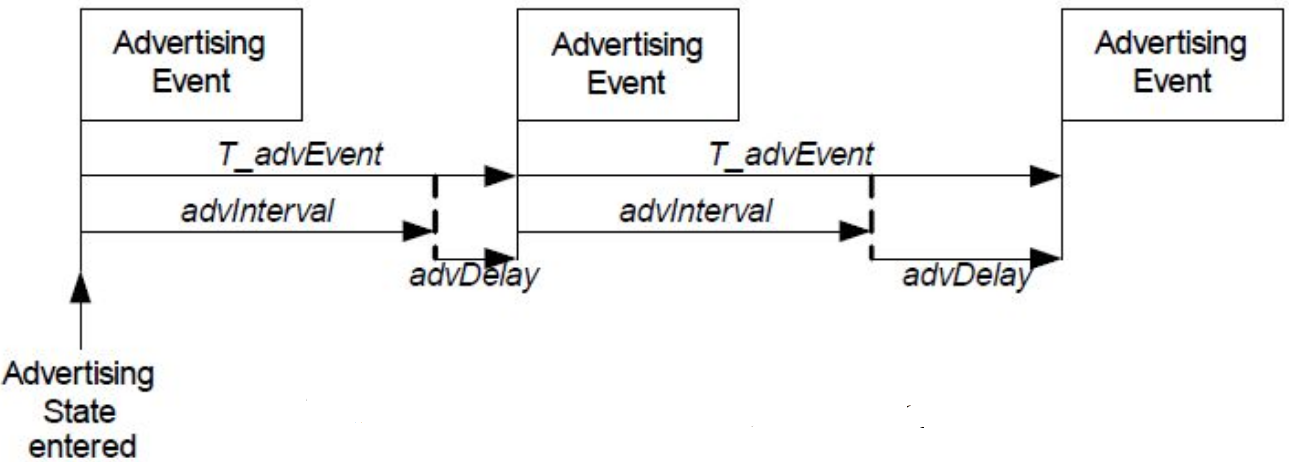 Advertising
Event
Advertising
Event
Advertising
Event
T_advEvent
T_advEvent
advInterval
advInterval
advDelay
advDelay
Advertising
State
entered